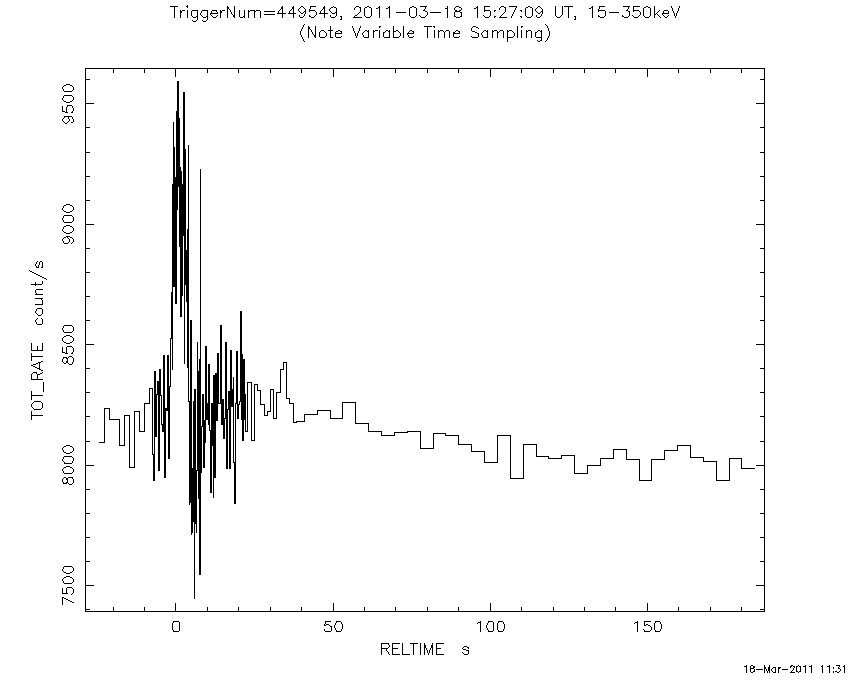 TriggerNum=449549, 2011-03-18 15:27:09 UT, 15-350keV
(Note Variable Time Sampling)
9500
9000
8500
8000
7500
TOT_RATE count/s
0 50 100 150
RELTIME s
18-Mar-2011 11:31